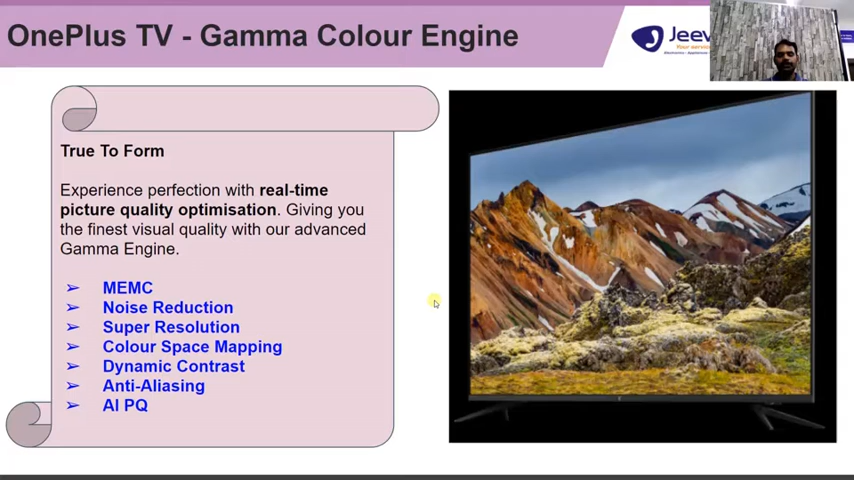 OnePlus TV - Gamma Colour Engine
Jeev
Your servic
True To Form
Experience perfection with real-time
picture quality optimisation. Giving you
the finest visual quality with our advanced
Gamma Engine.
➢ MEMC
➢ Noise Reduction
➢ Super Resolution
➢ Colour Space Mapping
➢ Dynamic Contrast
➢ Anti-Aliasing
➢ AI PQ